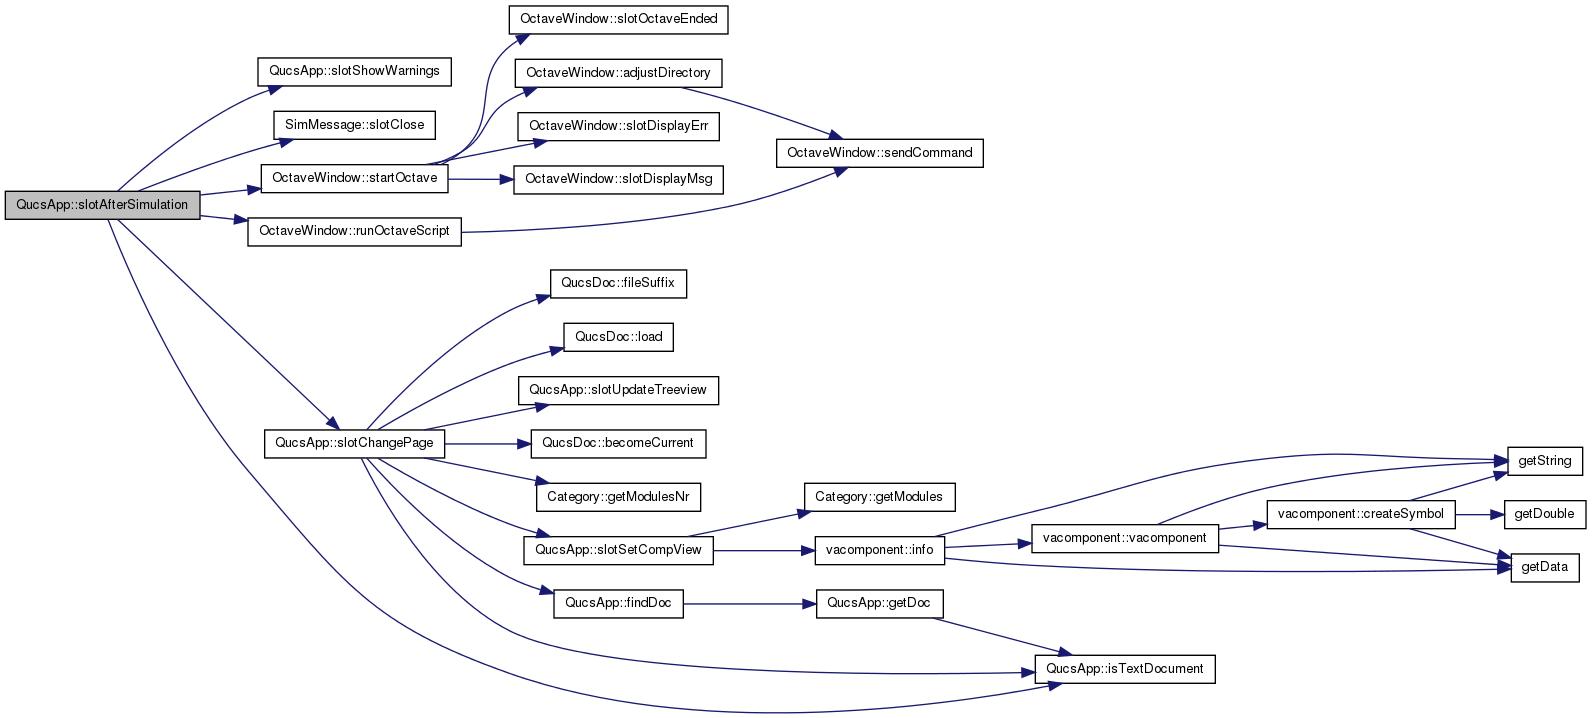 OctaveWindow::slotOctaveEnded
QucsApp::slotShowWarnings
OctaveWindow::adjustDirectory
SimMessage::slotClose
OctaveWindow::slotDisplayErr
OctaveWindow::sendCommand
OctaveWindow::startOctave
OctaveWindow::slotDisplayMsg
QucsApp::slotAfterSimulation
OctaveWindow::runOctaveScript
QucsDoc::fileSuffix
QucsDoc::load
QucsApp::slotUpdateTreeview
QucsApp::slotChangePage
QucsDoc::becomeCurrent
getString
Category::getModulesNr
Category::getModules
vacomponent::createSymbol
getDouble
vacomponent::vacomponent
QucsApp::slotSetCompView
vacomponent::info
getData
QucsApp::findDoc
QucsApp::getDoc
QucsApp::isTextDocument